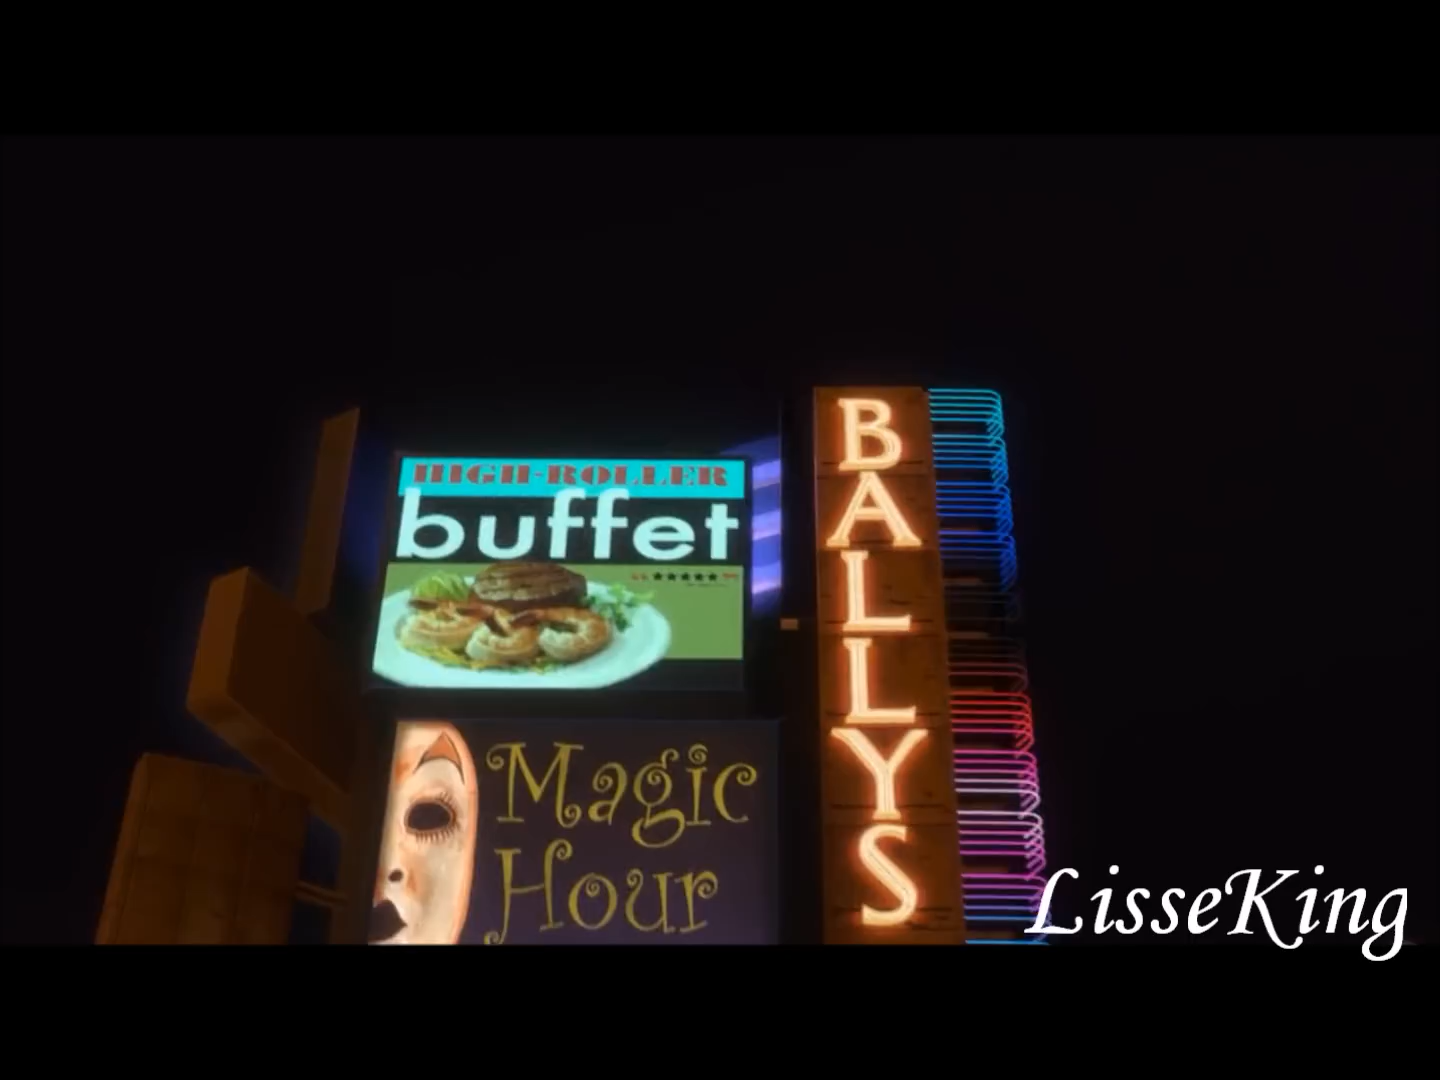 HIGH-ROLLER
buffet
Magic
Hour
BALLYS
LisseKing